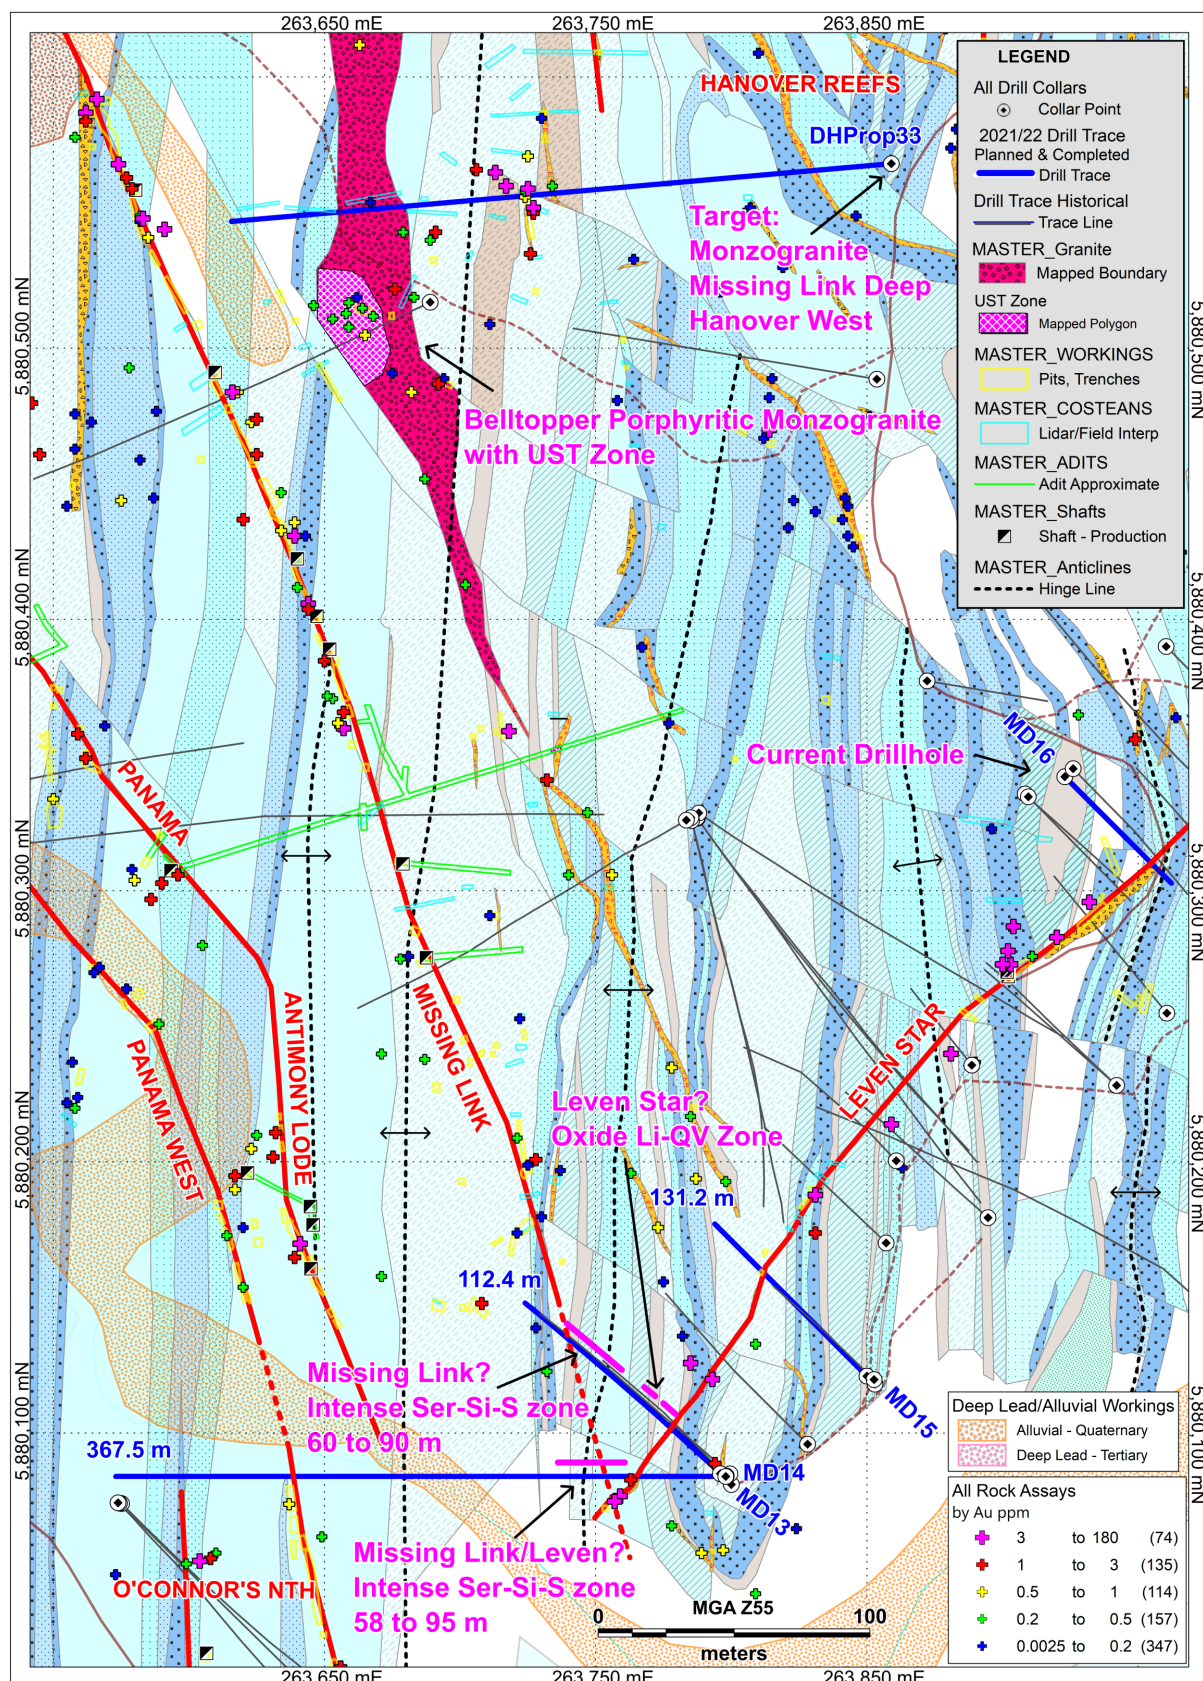 263,650 mE
263,750 mE
263,850 mE
HANOVER REEFS
DHProp33
Target:
Monzogranite
Missing Link Deep
Hanover West
5,880,500 mN
5,880,500 mN
Belltopper Porphyritic Monzogranite
with UST Zone
5,880,400 mN
5,880,400 mN
LEGEND
All Drill Collars
Collar Point
2021/22 Drill Trace
Planned & Completed
Drill Trace
Drill Trace Historical
Trace Line
MASTER_Granite
Mapped Boundary
UST Zone
Mapped Polygon
MASTER_WORKINGS
Pits, Trenches
MASTER_COSTEANS
Lidar/Field Interp
MASTER_ADITS
Adit Approximate
MASTER_Shafts
Shaft - Production
MASTER_Anticlines
Hinge Line
MD16
Current Drillhole
PANAMA
5,880,300 mN
5,880,300 mN
ANTIMONY LODE
MISSING LINK
PANAMA WEST
LEVEN STAR
Leven Star?
Oxide Li-QV Zone
5,880,200 mN
5,880,200 mN
131.2 m
112.4 m
Missing Link?
Intense Ser-Si-S zone
60 to 90 m
MD15
5,880,100 mN
5,880,100 mN
367.5 m
MD14
MD13
Missing Link/Leven?
Intense Ser-Si-S zone
58 to 95 m
O'CONNOR'S NTH
MGA Z55
0 100
meters
Deep Lead/Alluvial Workings
Alluvial - Quaternary
Deep Lead - Tertiary
All Rock Assays
by Au ppm
3 to 180 (74)
1 to 3 (135)
0.5 to 1 (114)
0.2 to 0.5 (157)
0.0025 to 0.2 (347)
263,650 mE
263,750 mE
263,850 mE